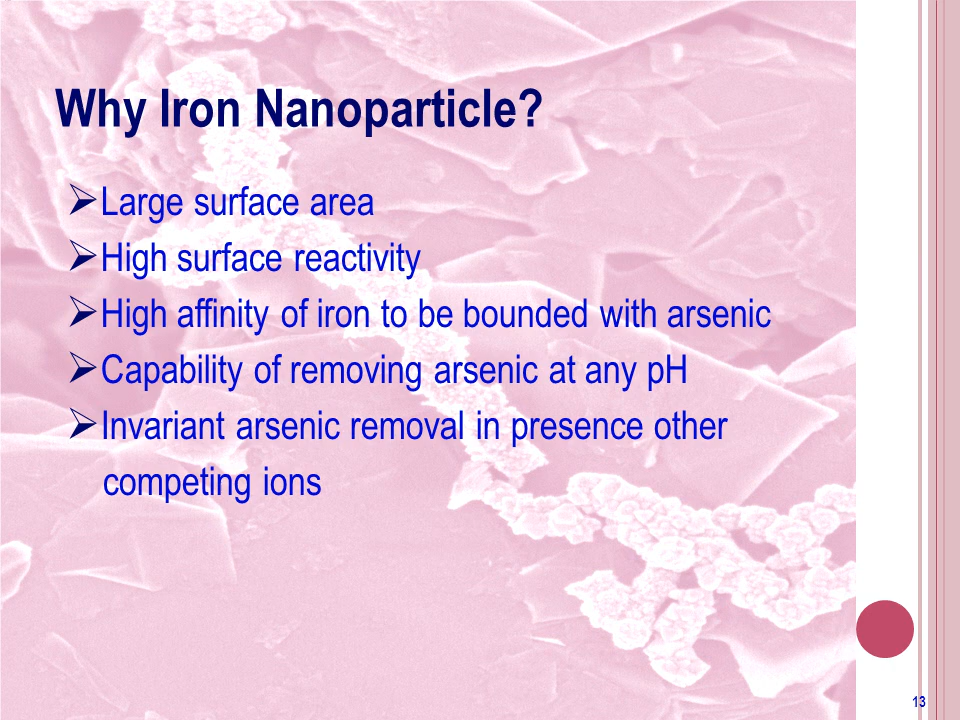 Why Iron Nanoparticle?
➢Large surface area
➢High surface reactivity
➢High affinity of iron to be bounded with arsenic
➢Capability of removing arsenic at any pH
➢Invariant arsenic removal in presence other
competing ions
13